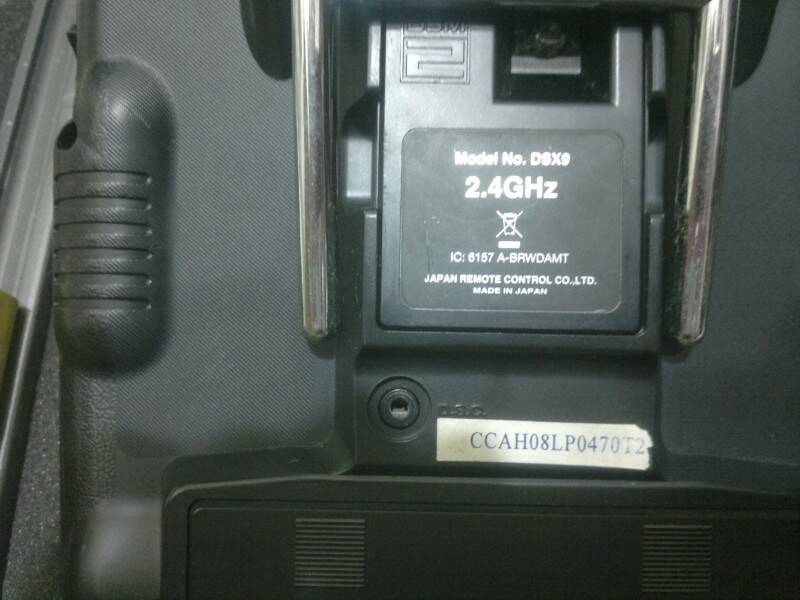 DSM
2
Model No. DSX9
2.4GHz
IC: 6157 A-BRWDAMT
JAPAN REMOTE CONTROL CO.,LTD.
MADE IN JAPAN
D.S.C.
CCAH08LP0470T2